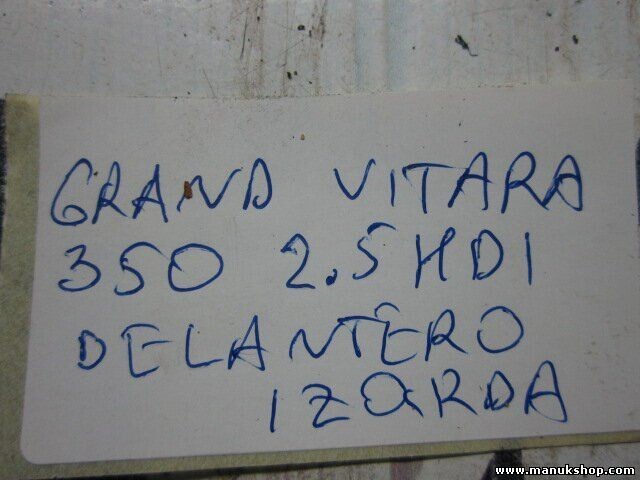 GRAND VITARA
350 2.5 HDI
DELANTERO
IZQRDA
www.manukshop.com